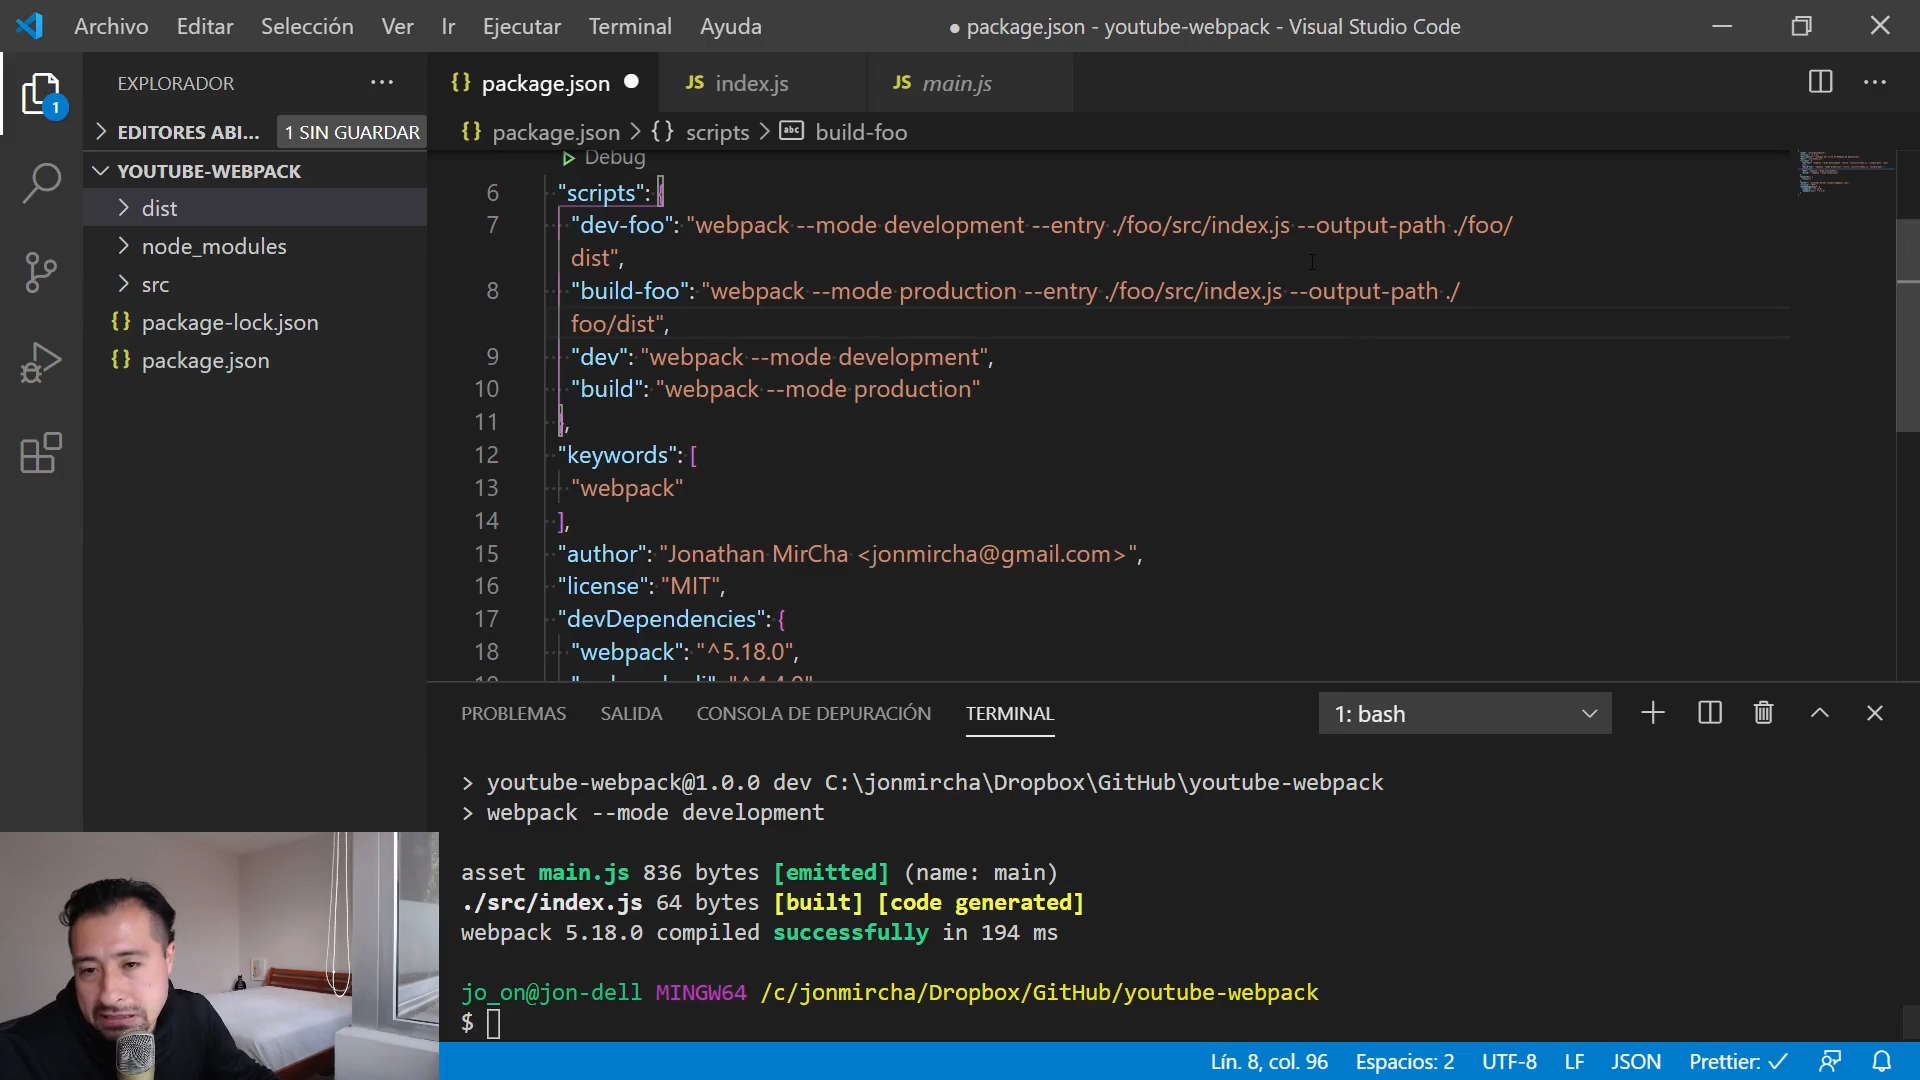 Archivo Editar Selección Ver Ir Ejecutar Terminal Ayuda
● package.json - youtube-webpack - Visual Studio Code
EXPLORADOR
1
EDITORES ABI... 1 SIN GUARDAR
YOUTUBE-WEBPACK
dist
node_modules
src
{} package-lock.json
{} package.json
{} package.json ● JS index.js JS main.js
{} package.json > {} scripts > abc build-foo
Debug
6 "scripts": {
7 "dev-foo": "webpack --mode development --entry ./foo/src/index.js --output-path ./foo/
dist",
8 "build-foo": "webpack --mode production --entry ./foo/src/index.js --output-path ./
foo/dist",
9 "dev": "webpack --mode development",
10 "build": "webpack --mode production"
11 },
12 "keywords": [
13 "webpack"
14 ],
15 "author": "Jonathan MirCha <jonmircha@gmail.com>",
16 "license": "MIT",
17 "devDependencies": {
18 "webpack": "^5.18.0",
PROBLEMAS SALIDA CONSOLA DE DEPURACIÓN TERMINAL 1: bash
> youtube-webpack@1.0.0 dev C:\jonmircha\Dropbox\GitHub\youtube-webpack
> webpack --mode development
asset main.js 836 bytes [emitted] (name: main)
./src/index.js 64 bytes [built] [code generated]
webpack 5.18.0 compiled successfully in 194 ms
jo_on@jon-dell MINGW64 /c/jonmircha/Dropbox/GitHub/youtube-webpack
$
Lín. 8, col. 96 Espacios: 2 UTF-8 LF JSON Prettier: ✓